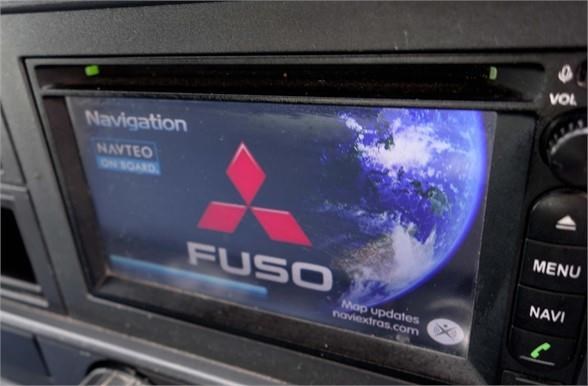 Navigation
NAVTEQ
ON BOARD.
FUSO
Map updates
naviextras.com
VOL
MENU
NAVI